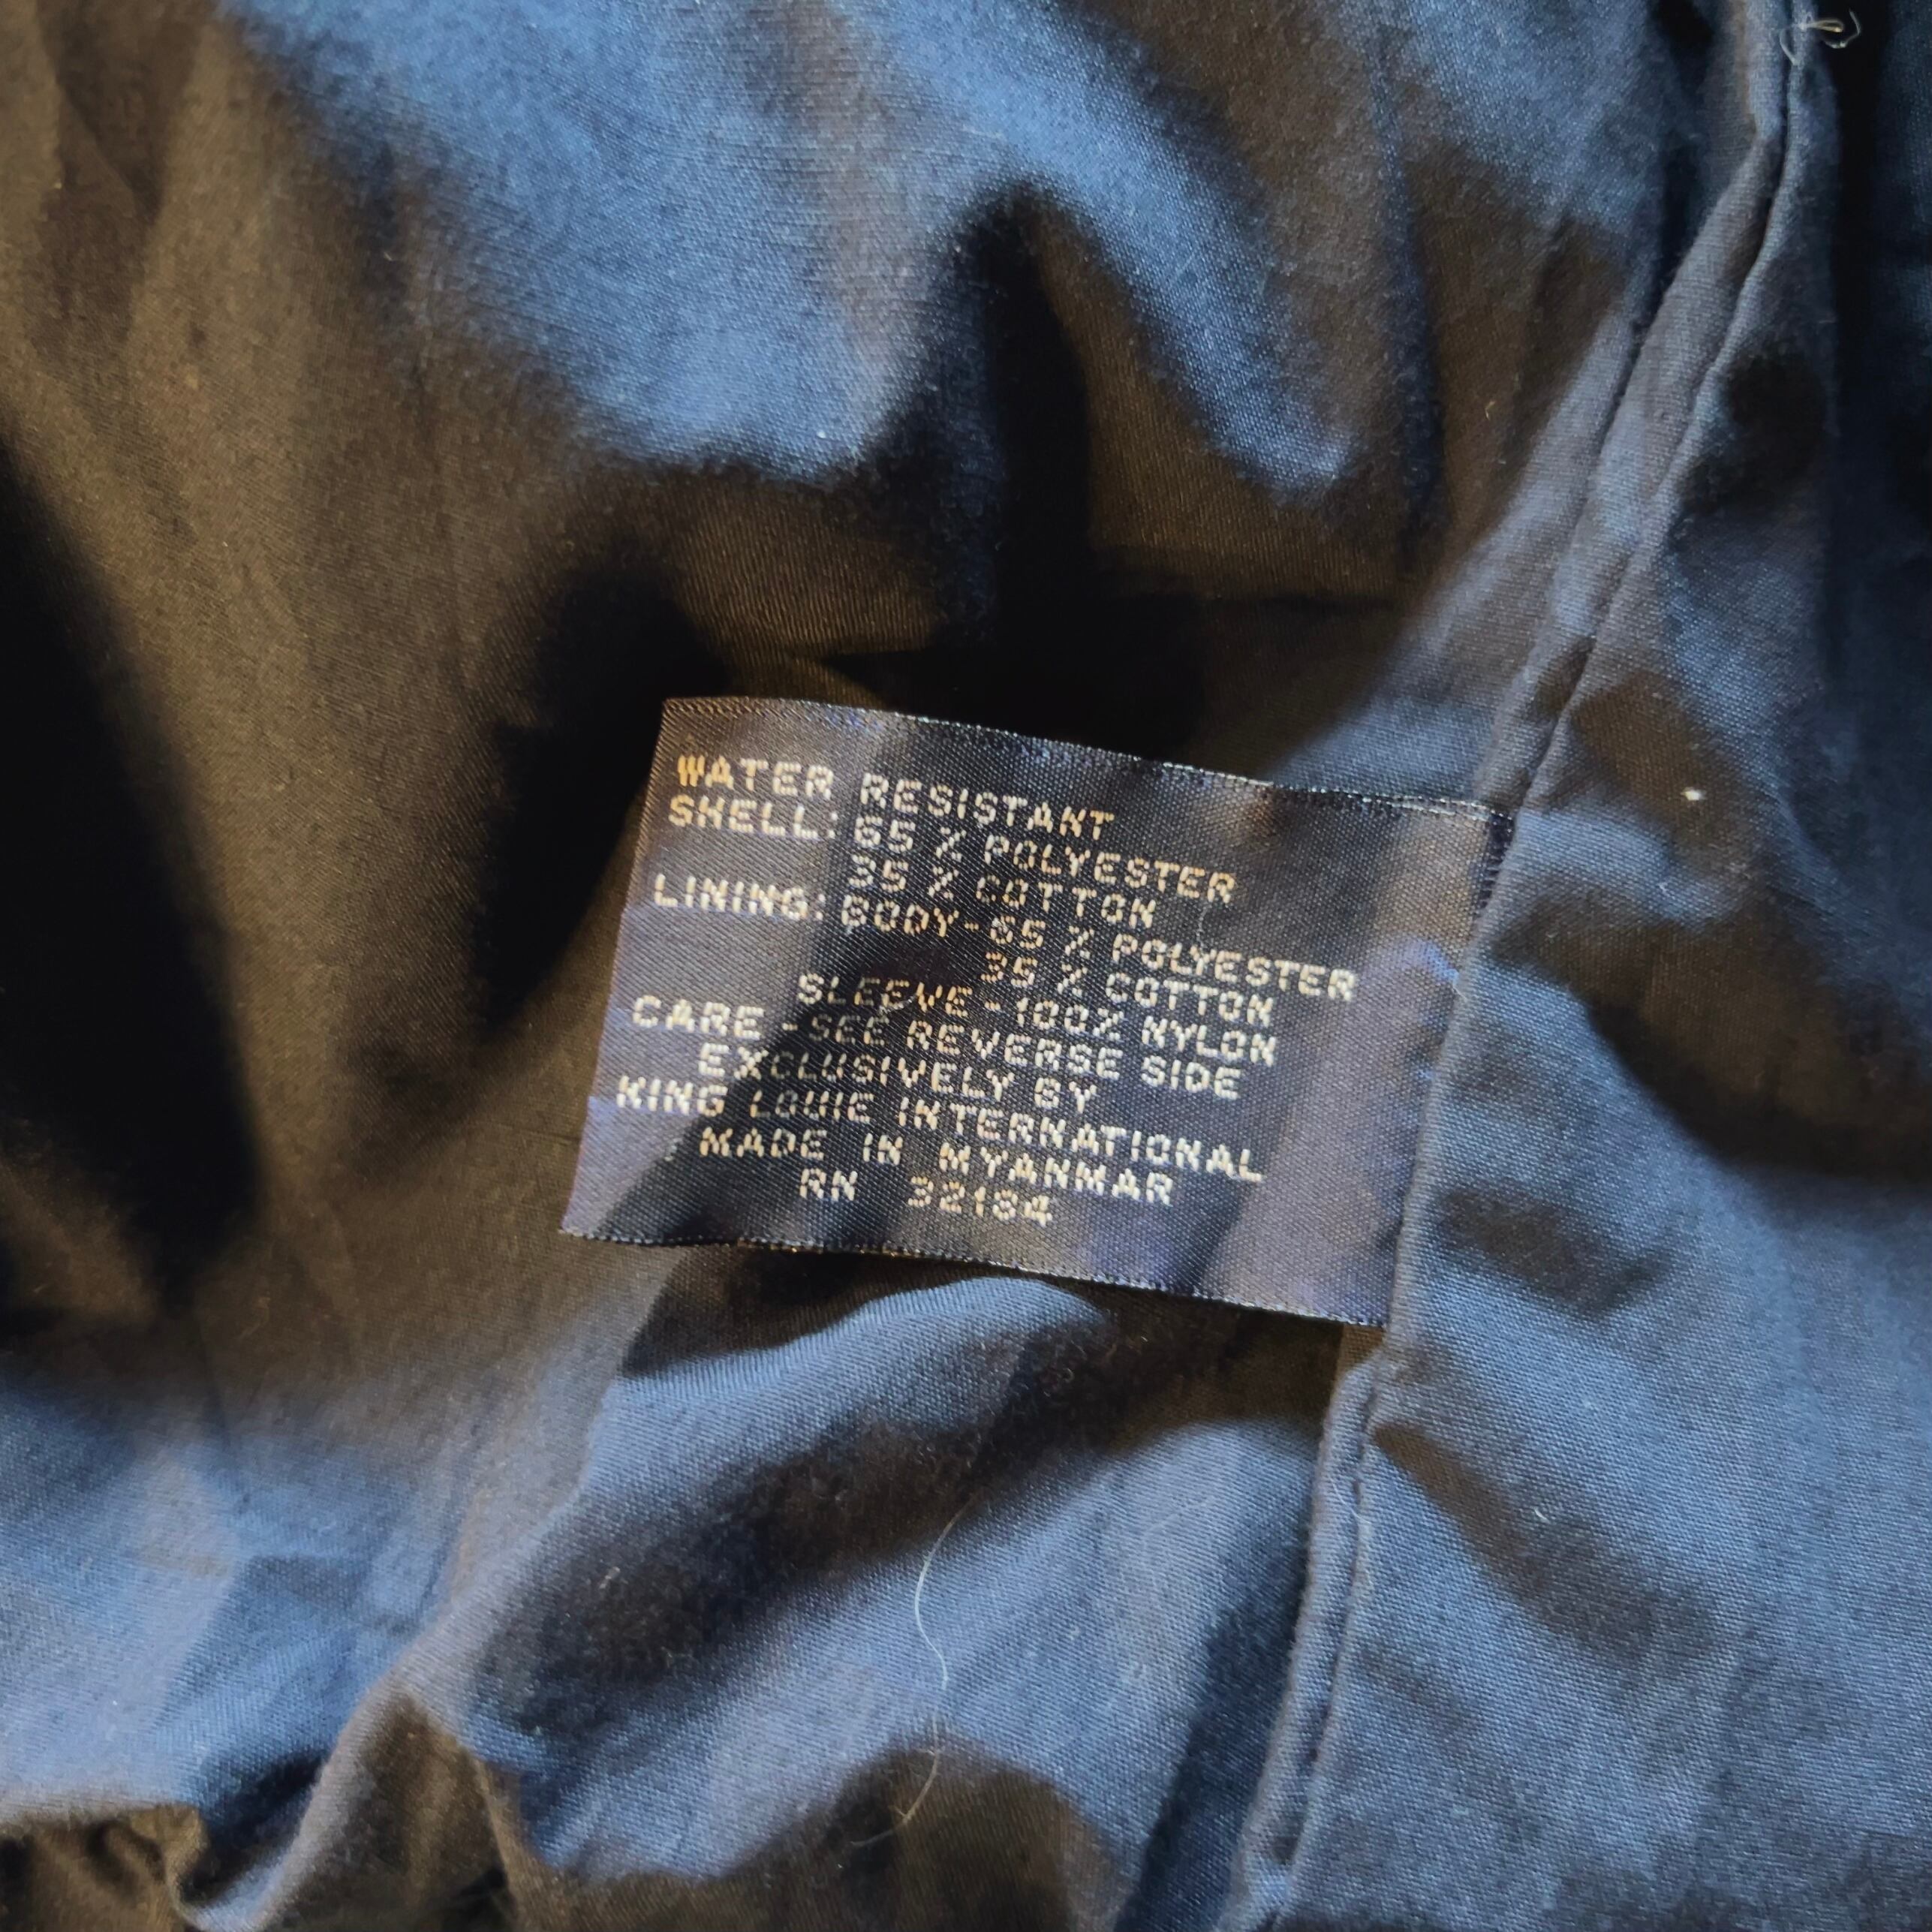 WATER RESISTANT
SHELL: 65 % POLYESTER
35 % COTTON
LINING: BODY-65 % POLYESTER
35 % COTTON
SLEEVE-100% NYLON
CARE-SEE REVERSE SIDE
EXCLUSIVELY BY
KING LOUIE INTERNATIONAL
MADE IN MYANMAR
RN 32184